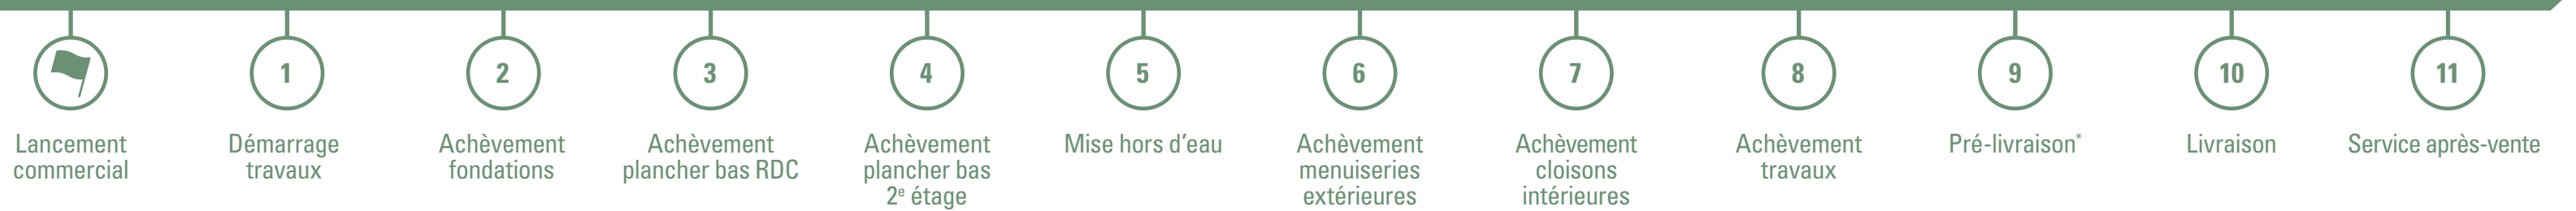 1
2
3
4
5
6
7
8
9
10
11
Lancement
commercial
Démarrage
travaux
Achèvement
fondations
Achèvement
plancher bas RDC
Achèvement
plancher bas
2e étage
Mise hors d’eau
Achèvement
menuiseries
extérieures
Achèvement
cloisons
intérieures
Achèvement
travaux
Pré-livraison*
Livraison
Service après-vente